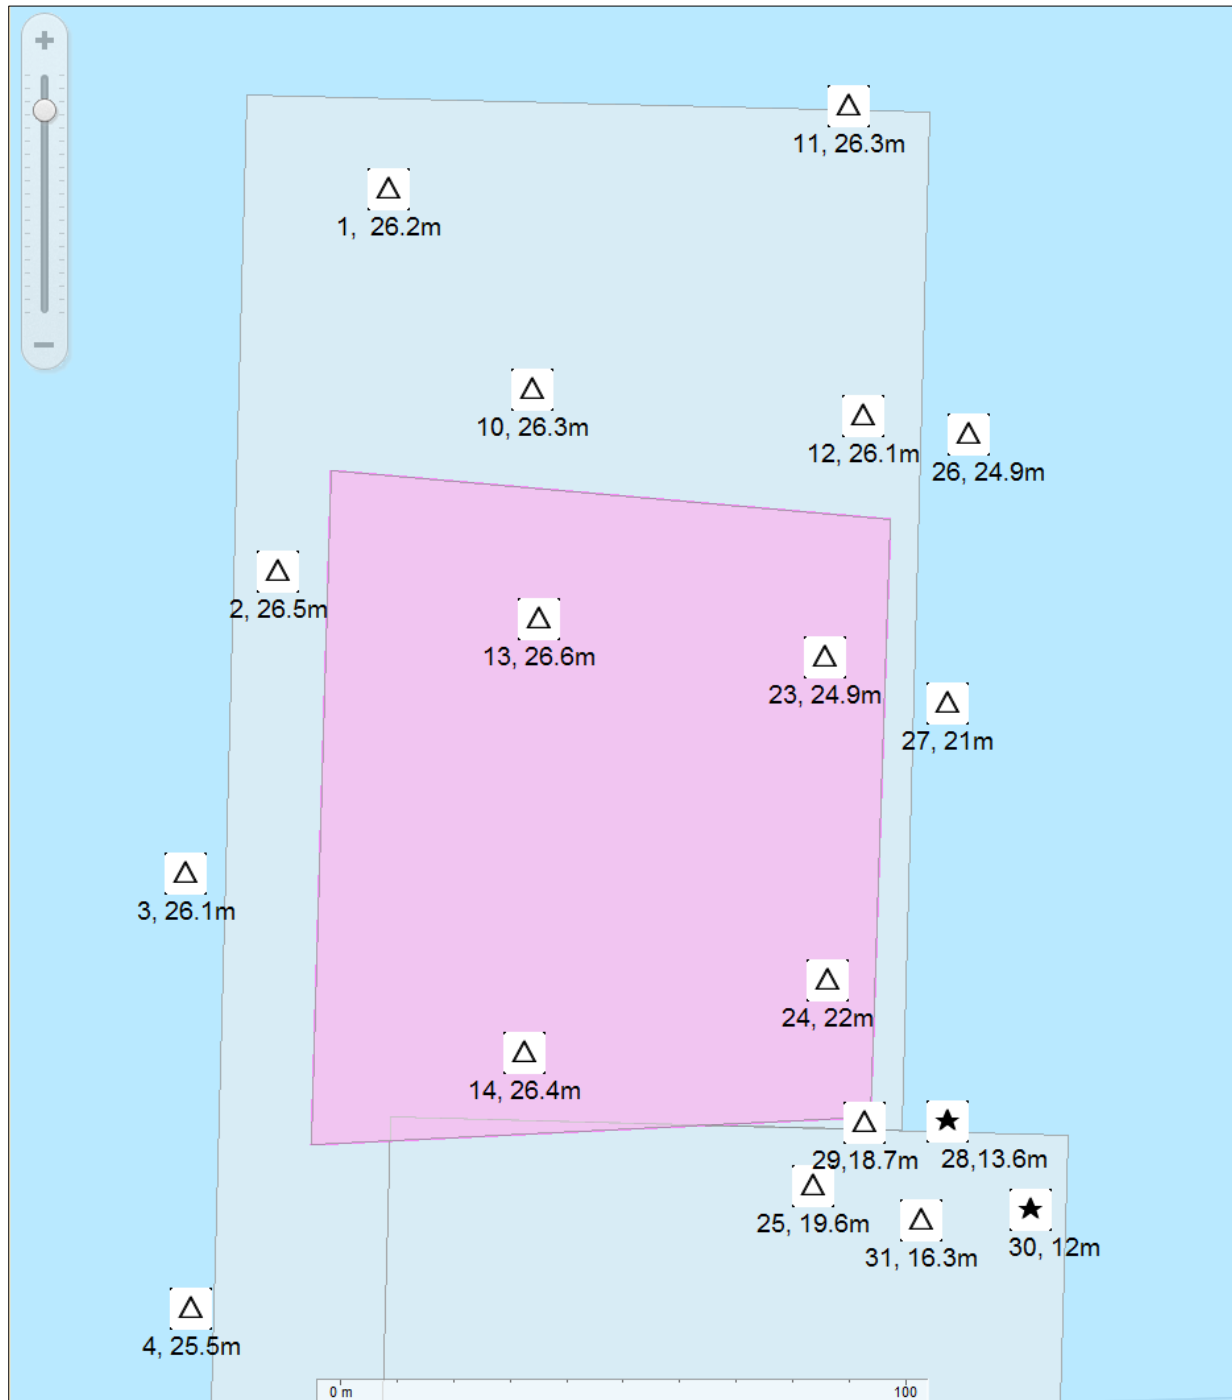 11, 26.3m
1,  26.2m
10, 26.3m
12, 26.1m
26, 24.9m
2, 26.5m
13, 26.6m
23, 24.9m
27, 21m
3, 26.1m
24, 22m
14, 26.4m
29,18.7m
28,13.6m
25, 19.6m
31, 16.3m
30, 12m
4, 25.5m
0 m
100